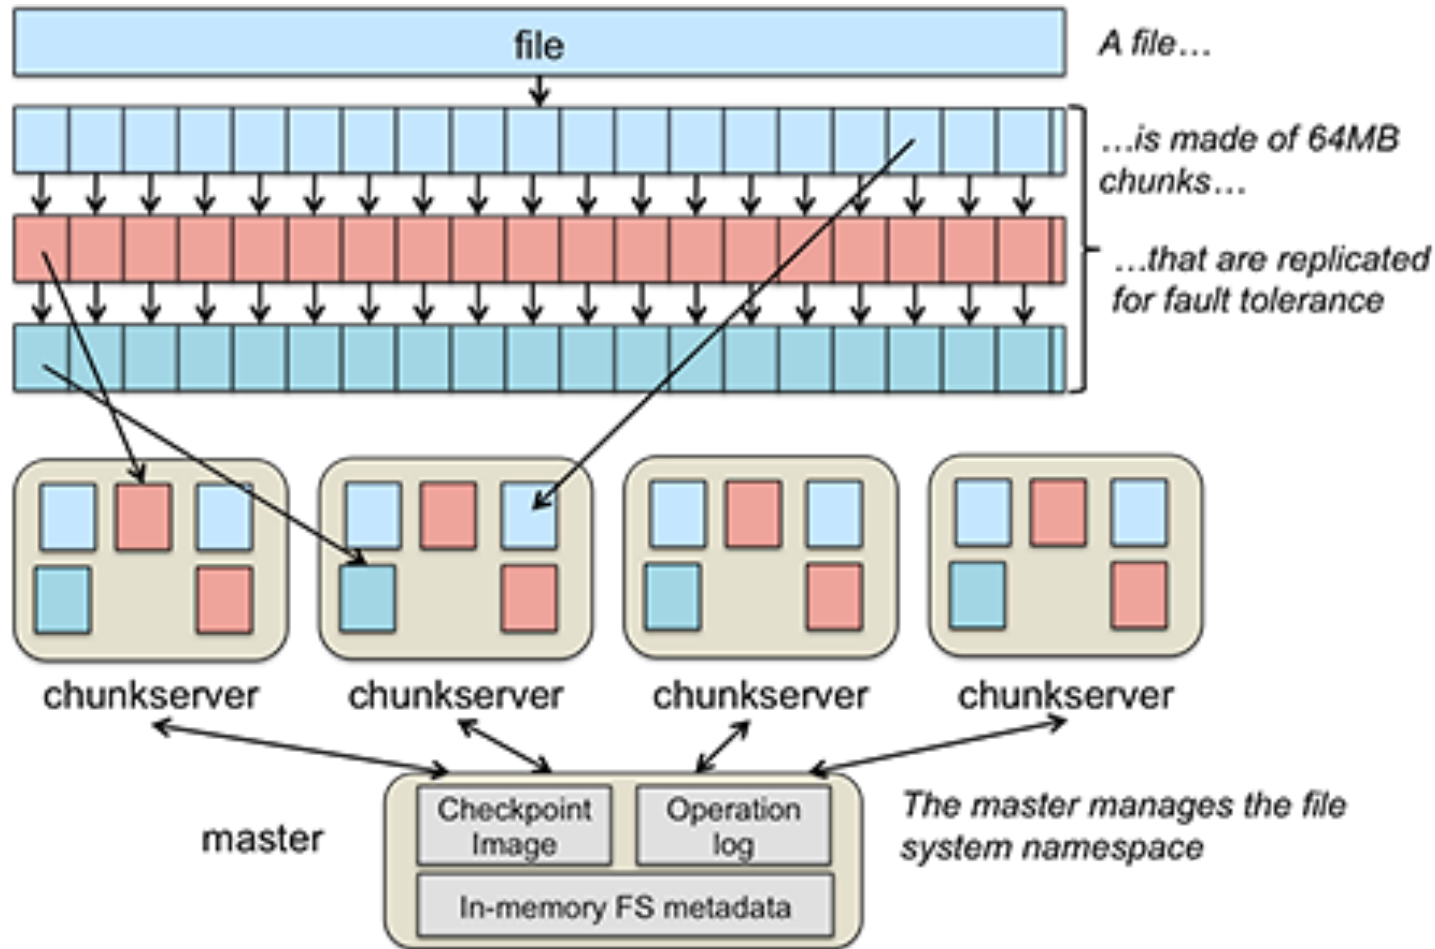 file
A file...
...is made of 64MB
chunks...
...that are replicated
for fault tolerance
chunkserver
chunkserver
chunkserver
chunkserver
master
Checkpoint
Image
Operation
log
In-memory FS metadata
The master manages the file
system namespace